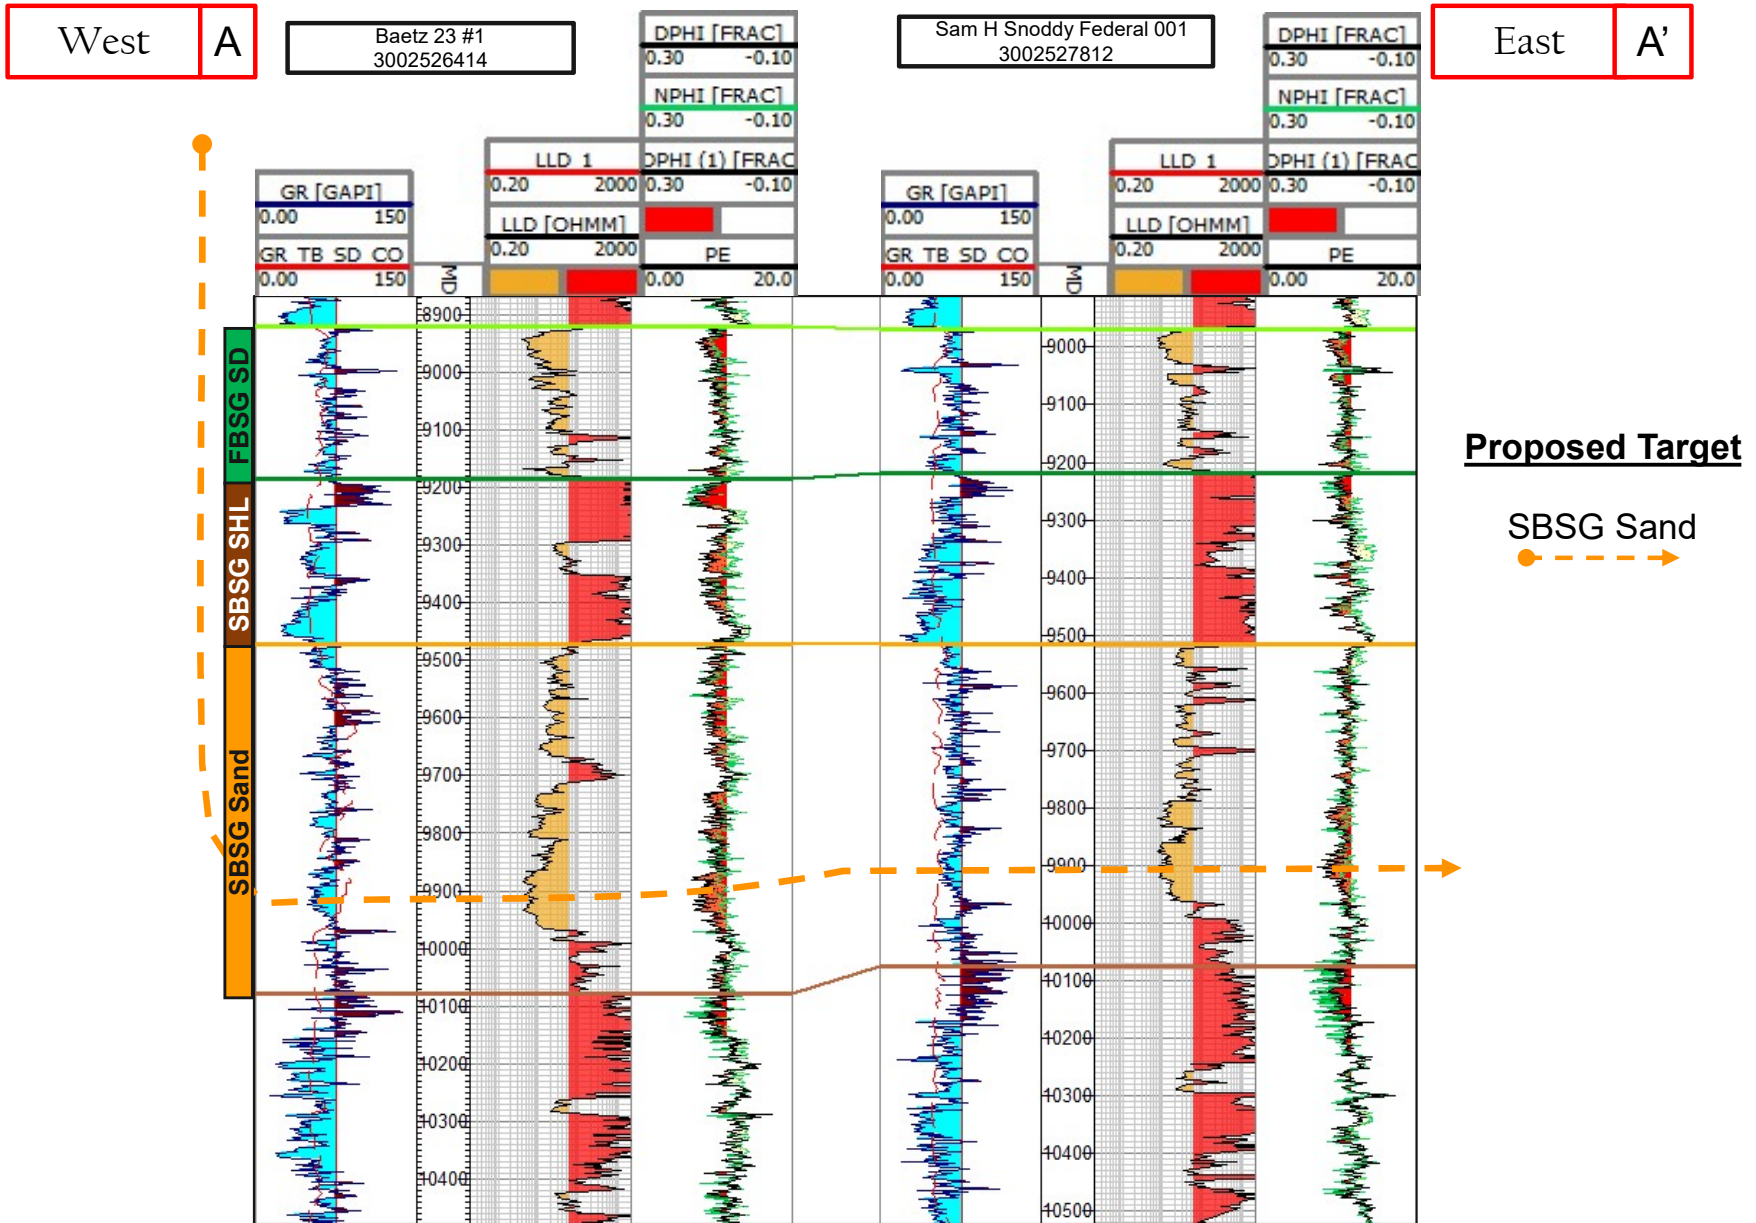 West
A
Baetz 23 #1
3002526414
Sam H Snoddy Federal 001
3002527812
East
A'
DPHI [FRAC]
0.30 -0.10
NPHI [FRAC]
0.30 -0.10
DPHI (1) [FRAC
0.30 -0.10
PE
0.00 20.0
LLD 1
0.20 2000
LLD [OHMM]
0.20 2000
GR [GAPI]
0.00 150
GR TB SD CO
0.00 150
MD
DPHI [FRAC]
0.30 -0.10
NPHI [FRAC]
0.30 -0.10
DPHI (1) [FRAC
0.30 -0.10
PE
0.00 20.0
LLD 1
0.20 2000
LLD [OHMM]
0.20 2000
GR [GAPI]
0.00 150
GR TB SD CO
0.00 150
MD
FBSG SD
SBSG SHL
SBSG Sand
8900
9000
9100
9200
9300
9400
9500
9600
9700
9800
9900
10000
10100
10200
10300
10400
9000
9100
9200
9300
9400
9500
9600
9700
9800
9900
10000
10100
10200
10300
10400
10500
Proposed Target
SBSG Sand